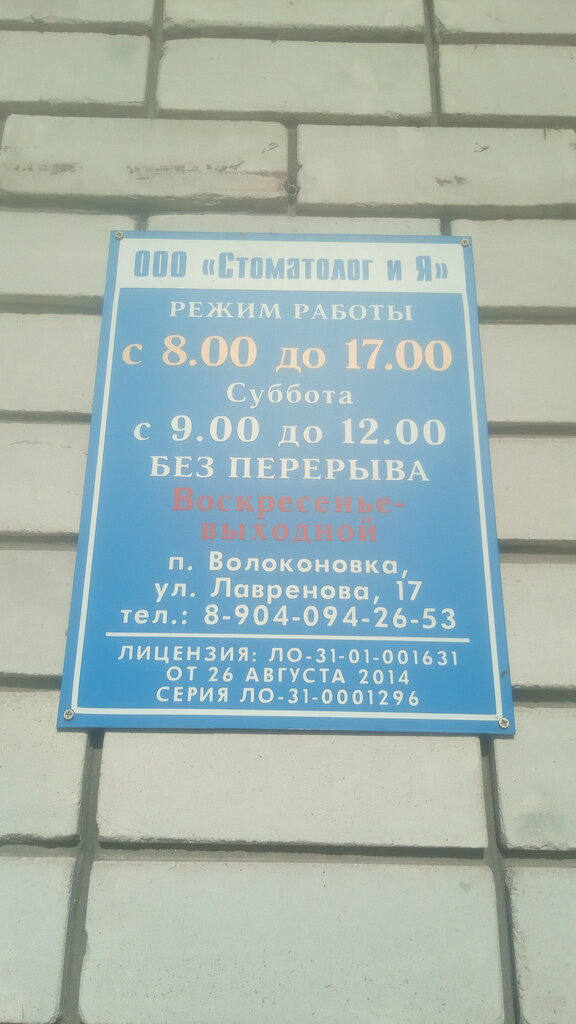 ООО «Стоматолог и Я»
РЕЖИМ РАБОТЫ
с 8.00 до 17.00
Суббота
с 9.00 до 12.00
БЕЗ ПЕРЕРЫВА
Воскресенье-
выходной
п. Волоконовка,
ул. Лавренова, 17
тел.: 8-904-094-26-53
ЛИЦЕНЗИЯ: ЛО-31-01-001631
ОТ 26 АВГУСТА 2014
СЕРИЯ ЛО-31-0001296